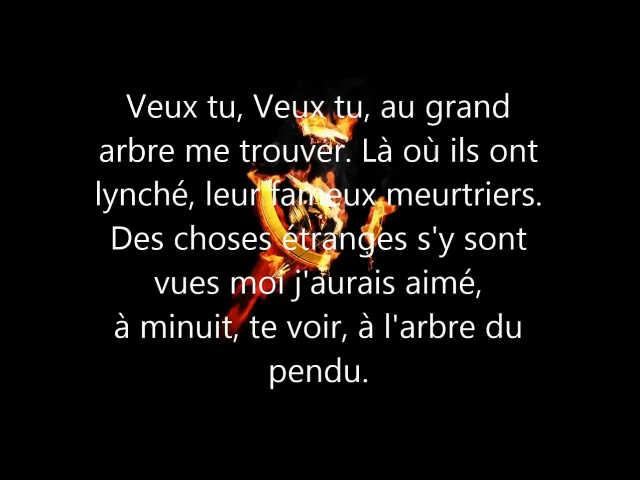 Veux tu, Veux tu, au grand
arbre me trouver. Là où ils ont
lynché, leur fameux meurtriers.
Des choses étranges s'y sont
vues moi j'aurais aimé,
à minuit, te voir, à l'arbre du
pendu.